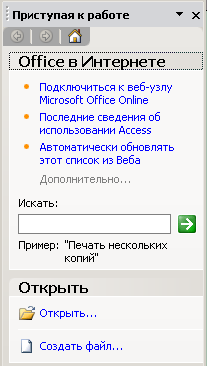 Приступая к работе
Office в Интернете
Подключиться к веб-узлу
Microsoft Office Online
Последние сведения об
использовании Access
Автоматически обновлять
этот список из Веба
Дополнительно...
Искать:
Пример: "Печать нескольких
копий"
Открыть
Открыть...
Создать файл...